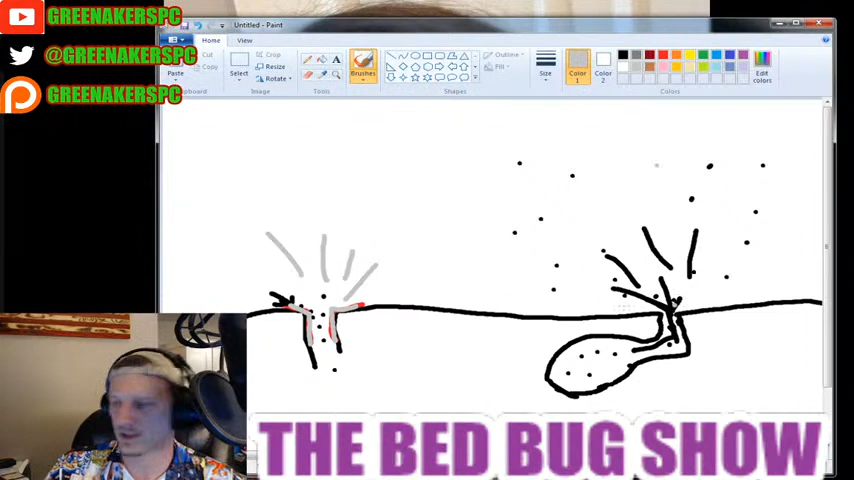 GREENAKERSPC
@GREENAKERSPC
GREENAKERSPC
Untitled - Paint
Home View
Paste
Cut
Copy
Select
Crop
Resize
Rotate
Brushes
Outline
Fill
Size
Color 1
Color 2
Edit colors
Image
Tools
Shapes
Colors
THE BED BUG SHOW